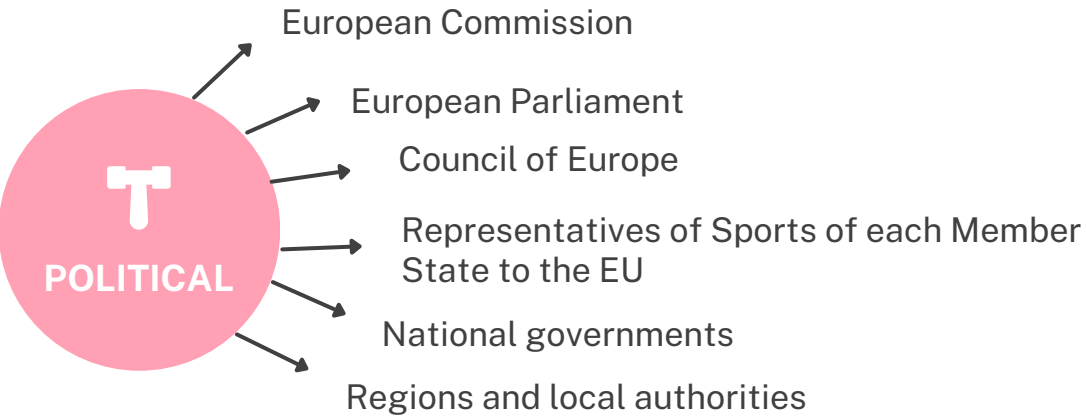 European Commission
European Parliament
Council of Europe
POLITICAL
Representatives of Sports of each Member
State to the EU
National governments
Regions and local authorities